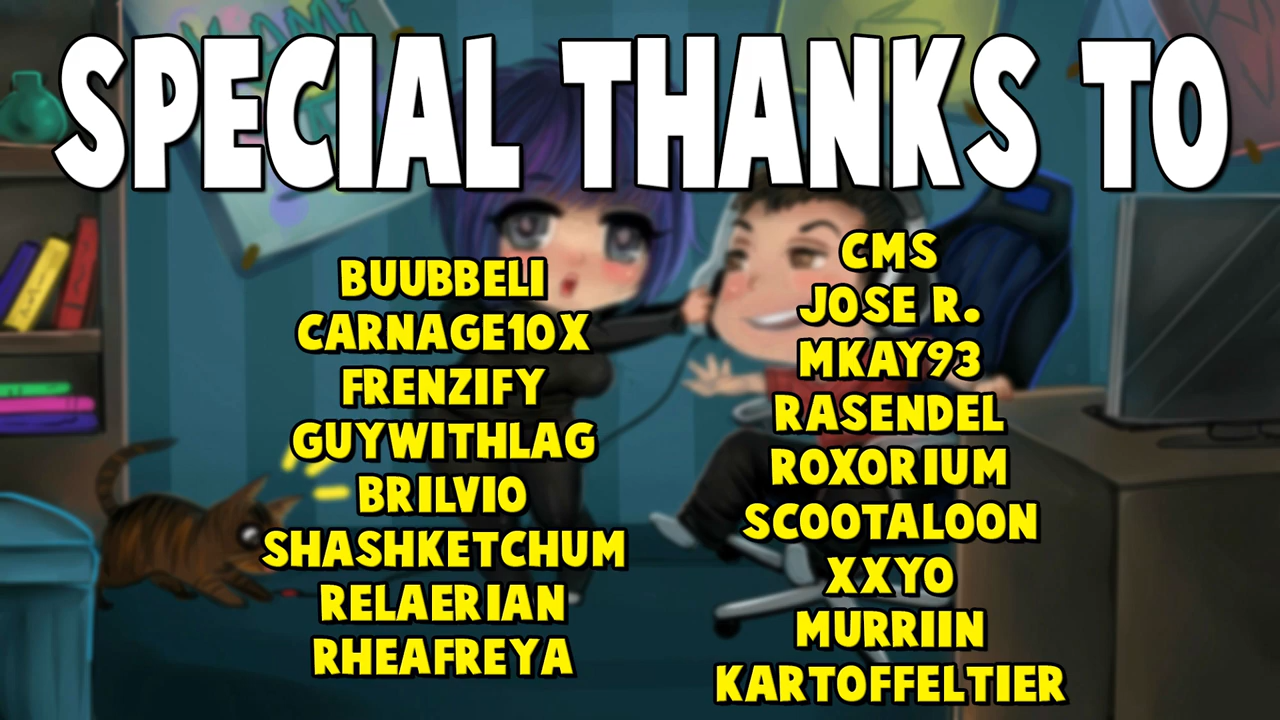 SPECIAL THANKS TO
BUUBBELI
CARNAGE10X
FRENZIFY
GUYWITHLAG
BRILVIO
SHASHKETCHUM
RELAERIAN
RHEAFREYA
CMS
JOSE R.
MKAY93
RASENDEL
ROXORIUM
SCOOTALOON
XXYO
MURRIIN
KARTOFFELTIER